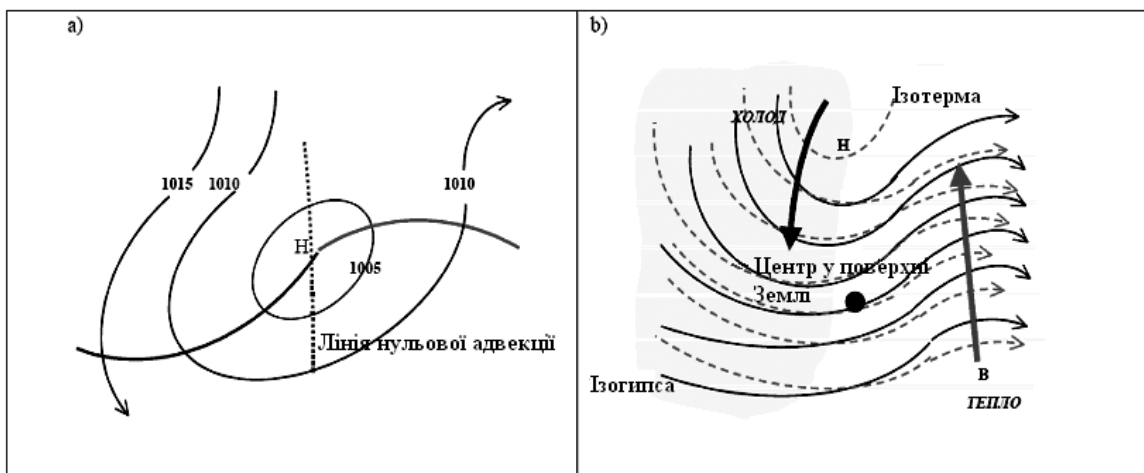 a)
1015
1010
1010
Н
1005
Лінія нульової адвекції
b)
Ізотерма
ХОЛОД
Н
Центр у поверхні
Землі
Ізогипса
В
ТЕПЛО